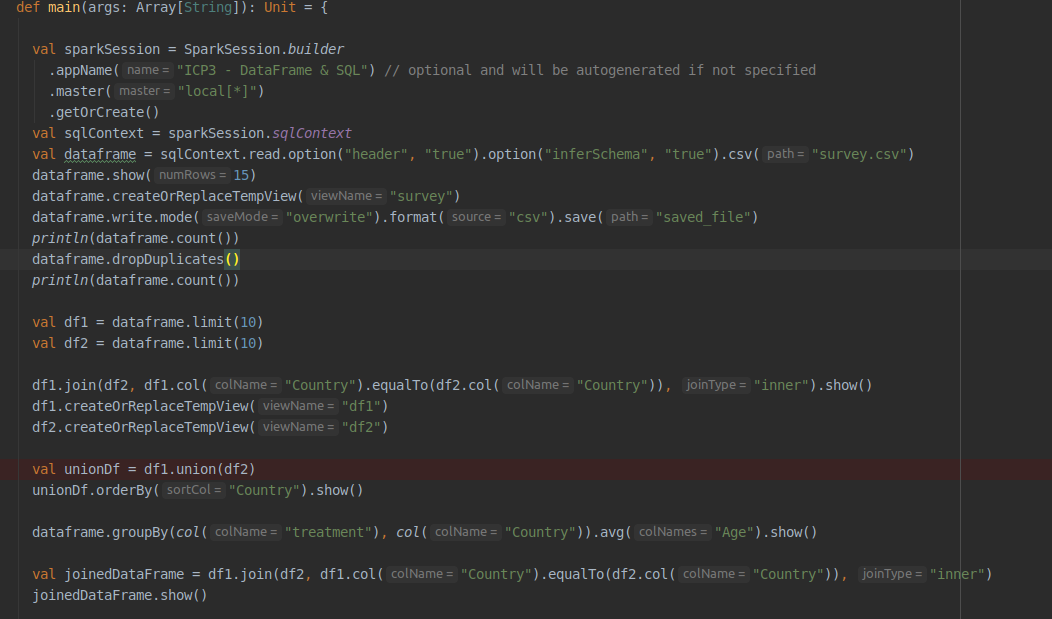 def main(args: Array[String]): Unit = {
val sparkSession = SparkSession.builder
.appName( name = "ICP3 - DataFrame & SQL") // optional and will be autogenerated if not specified
.master( master = "local[*]")
.getOrCreate()
val sqlContext = sparkSession.sqlContext
val dataframe = sqlContext.read.option("header", "true").option("inferSchema", "true").csv( path = "survey.csv")
dataframe.show( numRows = 15)
dataframe.createOrReplaceTempView( viewName = "survey")
dataframe.write.mode( saveMode = "overwrite").format( source = "csv").save( path = "saved_file")
println(dataframe.count())
dataframe.dropDuplicates()
println(dataframe.count())
val df1 = dataframe.limit(10)
val df2 = dataframe.limit(10)
df1.join(df2, df1.col( colName = "Country").equalTo(df2.col( colName = "Country")), joinType = "inner").show()
df1.createOrReplaceTempView( viewName = "df1")
df2.createOrReplaceTempView( viewName = "df2")
val unionDf = df1.union(df2)
unionDf.orderBy( sortCol = "Country").show()
dataframe.groupBy(col( colName = "treatment"), col( colName = "Country")).avg( colNames = "Age").show()
val joinedDataFrame = df1.join(df2, df1.col( colName = "Country").equalTo(df2.col( colName = "Country")), joinType = "inner")
joinedDataFrame.show()